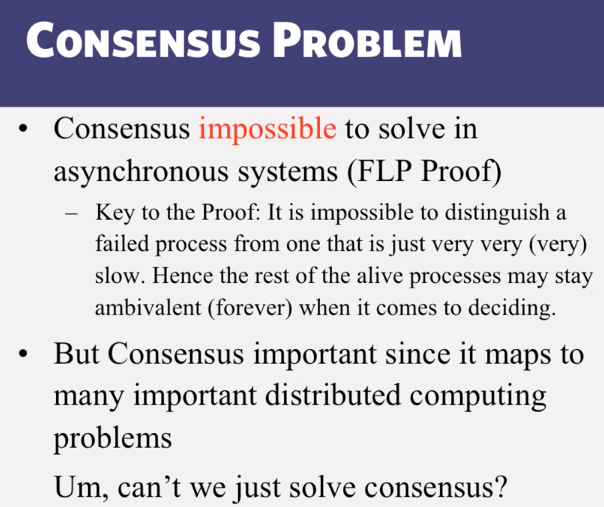 CONSENSUS PROBLEM
• Consensus impossible to solve in
asynchronous systems (FLP Proof)
– Key to the Proof: It is impossible to distinguish a
failed process from one that is just very very (very)
slow. Hence the rest of the alive processes may stay
ambivalent (forever) when it comes to deciding.
• But Consensus important since it maps to
many important distributed computing
problems
Um, can’t we just solve consensus?